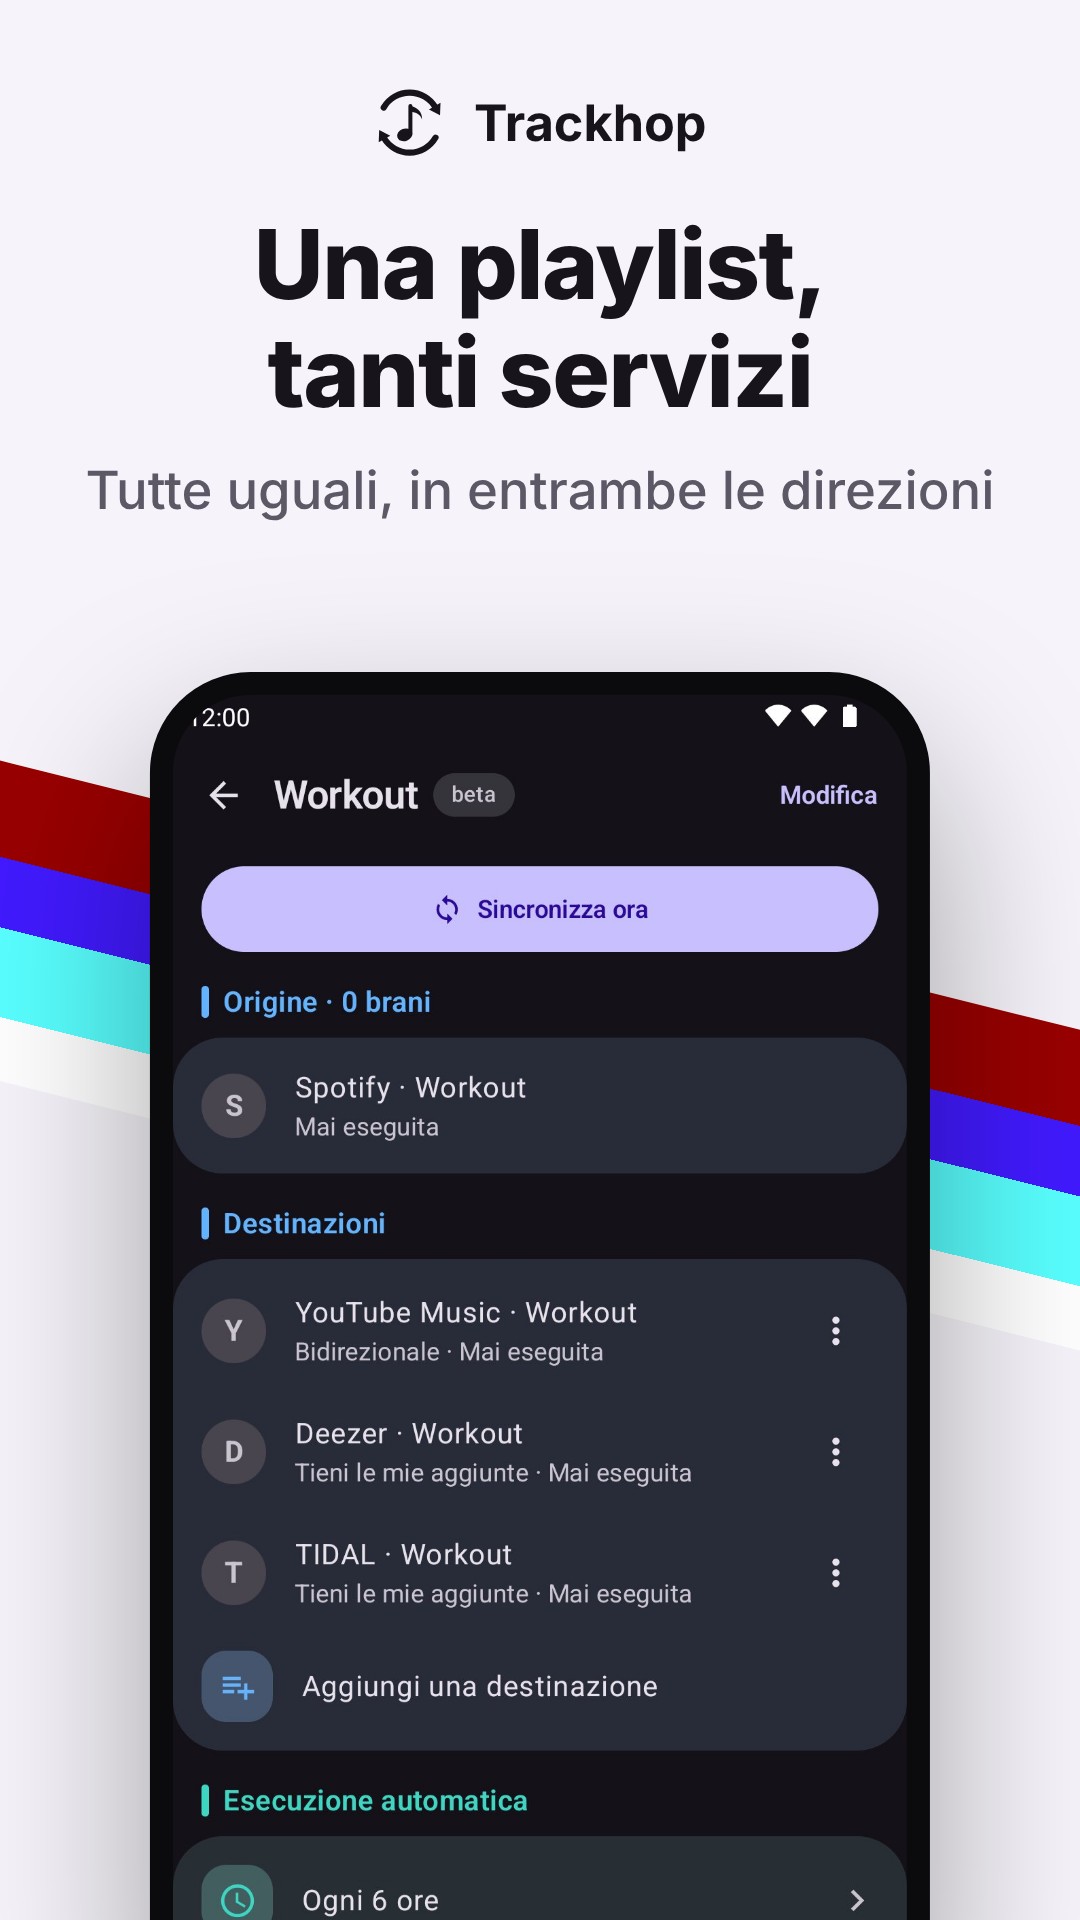 Trackhop
Una playlist,
tanti servizi
Tutte uguali, in entrambe le direzioni
12:00
Workout beta Modifica
Sincronizza ora
Origine · 0 brani
S
Spotify · Workout
Mai eseguita
Destinazioni
Y
YouTube Music · Workout
Bidirezionale · Mai eseguita
D
Deezer · Workout
Tieni le mie aggiunte · Mai eseguita
T
TIDAL · Workout
Tieni le mie aggiunte · Mai eseguita
Aggiungi una destinazione
Esecuzione automatica
Ogni 6 ore